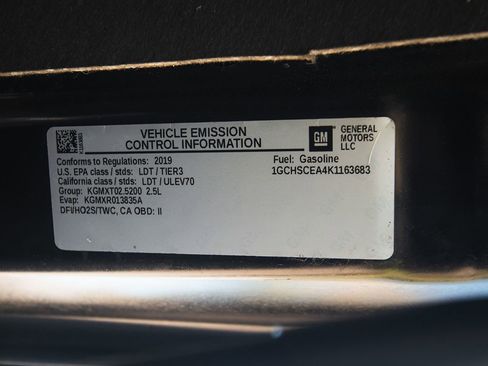 VEHICLE EMISSION
CONTROL INFORMATION
GM
GENERAL
MOTORS
LLC
Conforms to Regulations: 2019
U.S. EPA class / stds: LDT / TIER3
California class / stds: LDT / ULEV70
Group: KGMXT02.5200 2.5L
Evap: KGMXR013835A
DFI/HO2S/TWC, CA OBD: II
Fuel: Gasoline
1GCHSCEA4K1163683